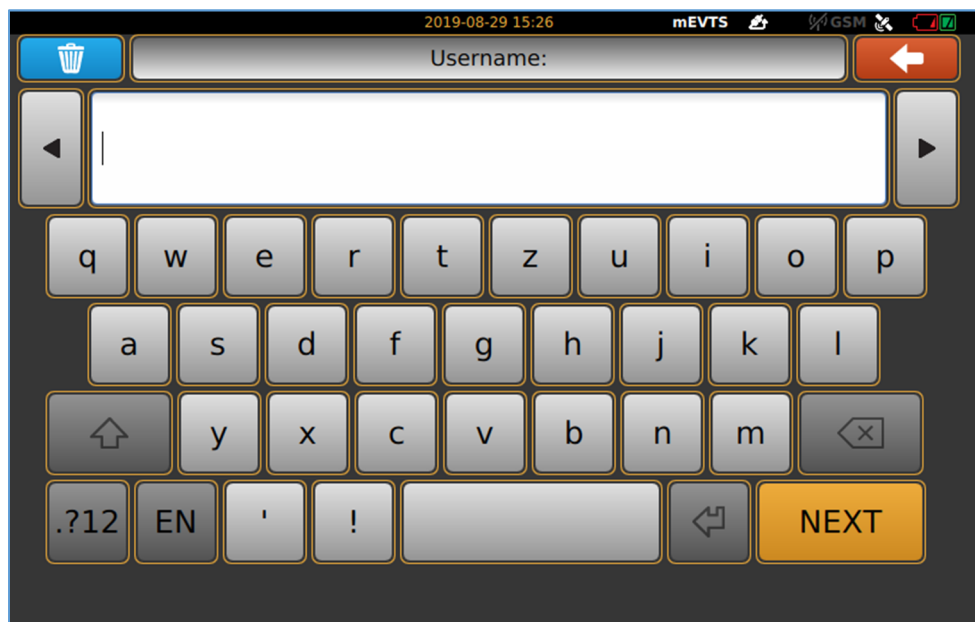 2019-08-29 15:26 mEVTS GSM
Username:
q w e r t z u i o p
a s d f g h j k l
y x c v b n m
.?12 EN ' ! NEXT